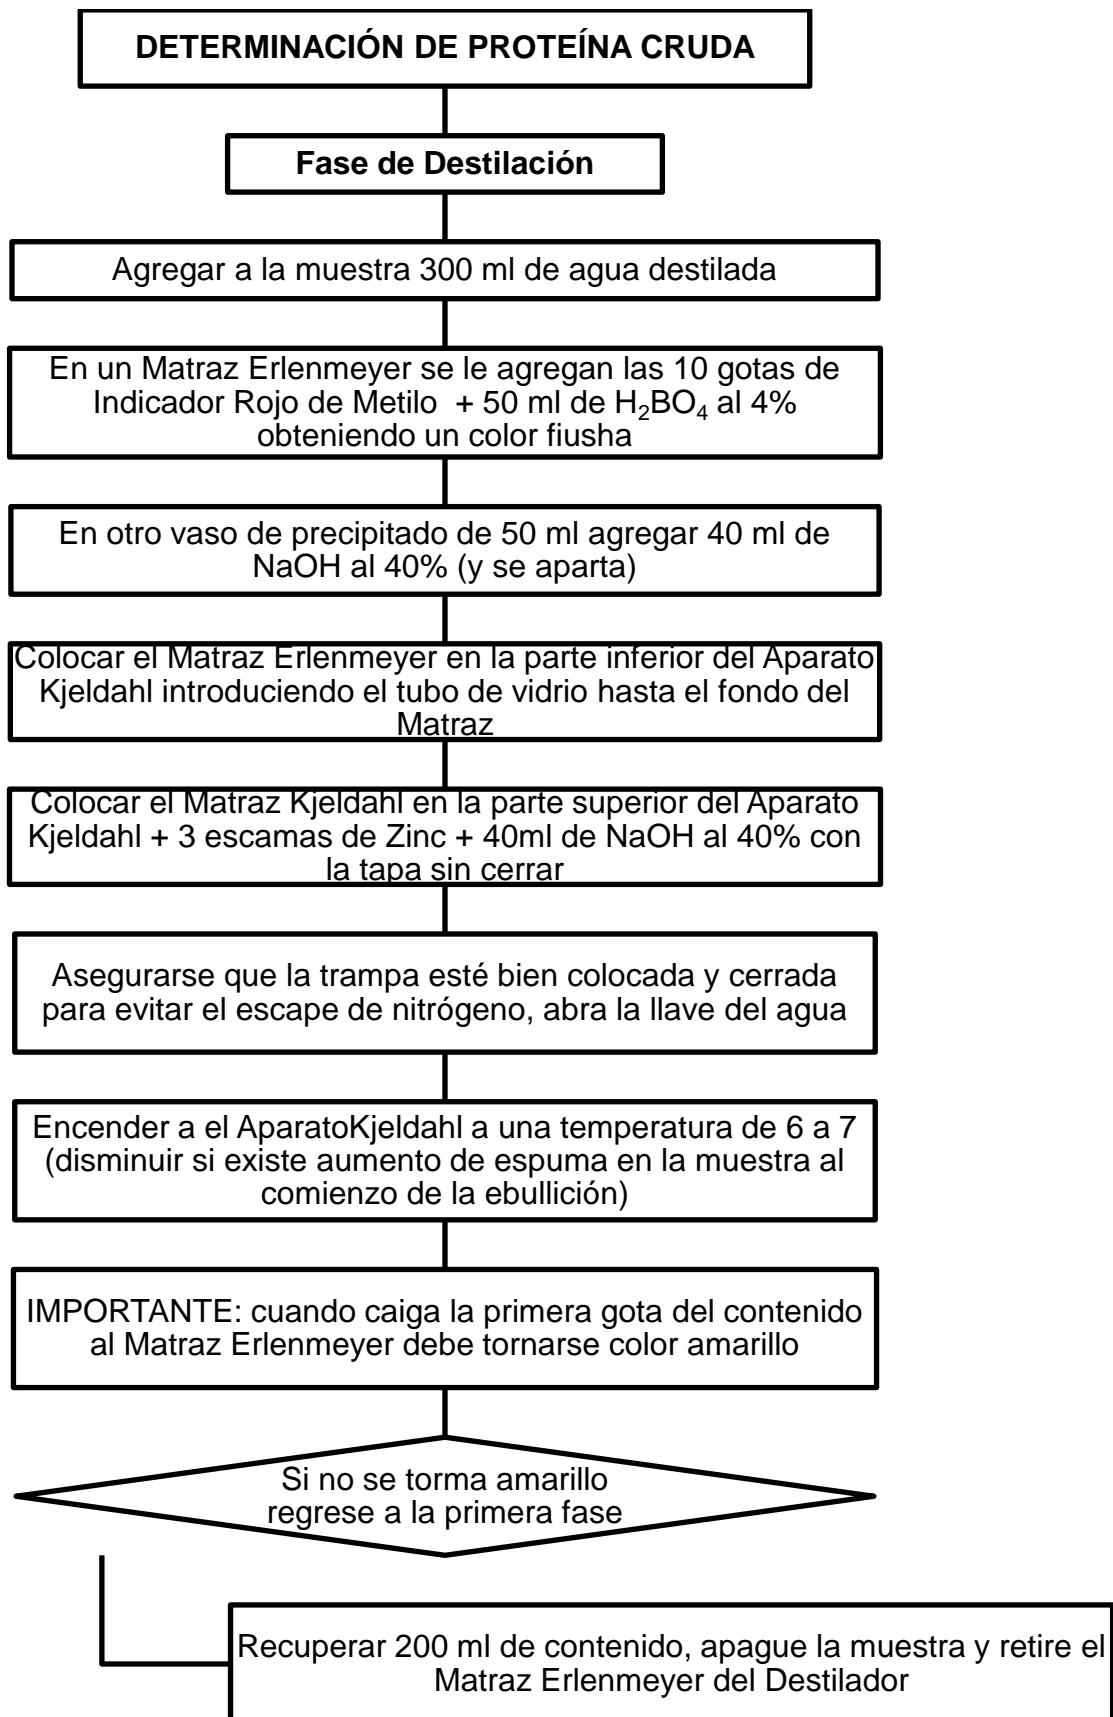 DETERMINACIÓN DE PROTEÍNA CRUDA
Fase de Destilación
Agregar a la muestra 300 ml de agua destilada
En un Matraz Erlenmeyer se le agregan las 10 gotas de
Indicador Rojo de Metilo + 50 ml de H₂BO₄ al 4%
obteniendo un color fiusha
En otro vaso de precipitado de 50 ml agregar 40 ml de
NaOH al 40% (y se aparta)
Colocar el Matraz Erlenmeyer en la parte inferior del Aparato
Kjeldahl introduciendo el tubo de vidrio hasta el fondo del
Matraz
Colocar el Matraz Kjeldahl en la parte superior del Aparato
Kjeldahl + 3 escamas de Zinc + 40ml de NaOH al 40% con
la tapa sin cerrar
Asegurarse que la trampa esté bien colocada y cerrada
para evitar el escape de nitrógeno, abra la llave del agua
Encender a el AparatoKjeldahl a una temperatura de 6 a 7
(disminuir si existe aumento de espuma en la muestra al
comienzo de la ebullición)
IMPORTANTE: cuando caiga la primera gota del contenido
al Matraz Erlenmeyer debe tornarse color amarillo
Si no se torma amarillo
regrese a la primera fase
Recuperar 200 ml de contenido, apague la muestra y retire el
Matraz Erlenmeyer del Destilador